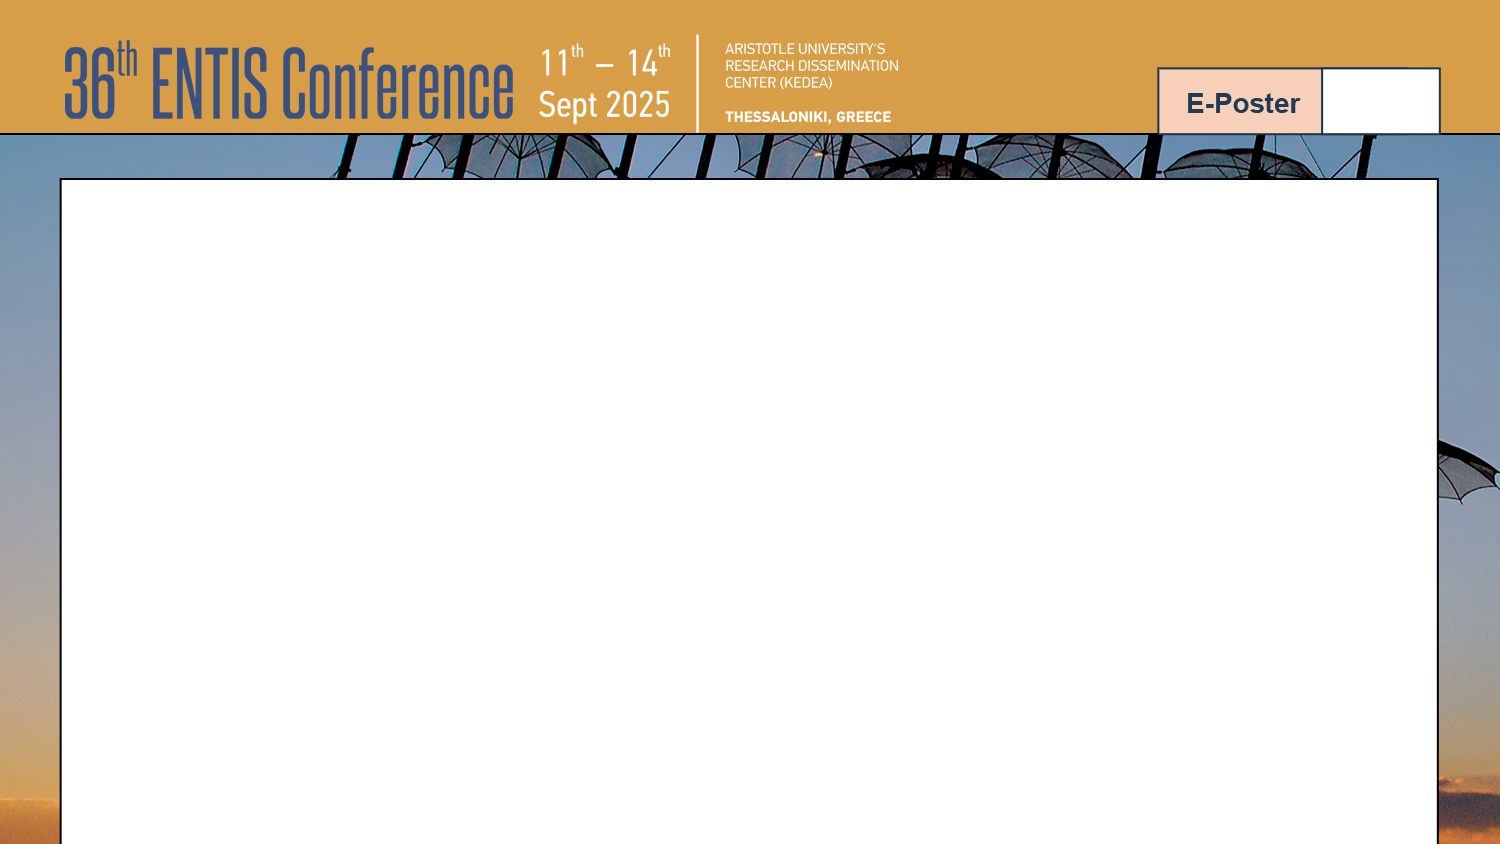 36th ENTIS Conference
11th – 14th
Sept 2025
ARISTOTLE UNIVERSITY'S
RESEARCH DISSEMINATION
CENTER (KEDEA)
THESSALONIKI, GREECE
E-Poster